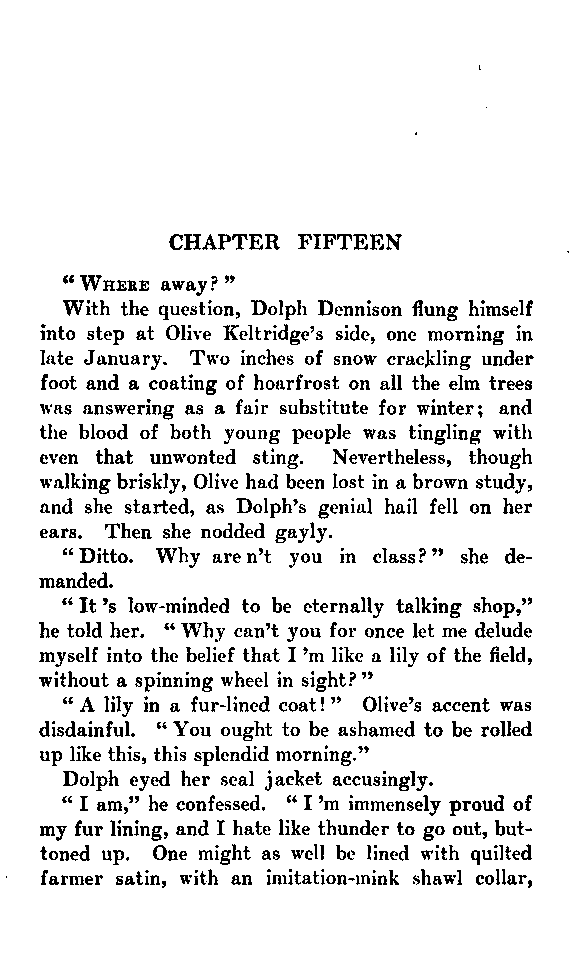 CHAPTER FIFTEEN
“ WHERE away? ”
With the question, Dolph Dennison flung himself
into step at Olive Keltridge’s side, one morning in
late January. Two inches of snow crackling under
foot and a coating of hoarfrost on all the elm trees
was answering as a fair substitute for winter; and
the blood of both young people was tingling with
even that unwonted sting. Nevertheless, though
walking briskly, Olive had been lost in a brown study,
and she started, as Dolph’s genial hail fell on her
ears. Then she nodded gayly.
“ Ditto. Why are n’t you in class? ” she de-
manded.
“ It ’s low-minded to be eternally talking shop,”
he told her. “ Why can’t you for once let me delude
myself into the belief that I ’m like a lily of the field,
without a spinning wheel in sight? ”
“ A lily in a fur-lined coat! ” Olive’s accent was
disdainful. “ You ought to be ashamed to be rolled
up like this, this splendid morning.”
Dolph eyed her seal jacket accusingly.
“ I am,” he confessed. “ I ’m immensely proud of
my fur lining, and I hate like thunder to go out, but-
toned up. One might as well be lined with quilted
farmer satin, with an imitation-mink shawl collar,